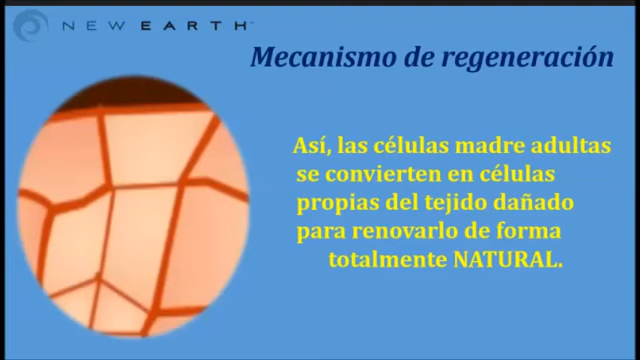 NEW EARTH™
Mecanismo de regeneración
Así, las células madre adultas
se convierten en células
propias del tejido dañado
para renovarlo de forma
totalmente NATURAL.